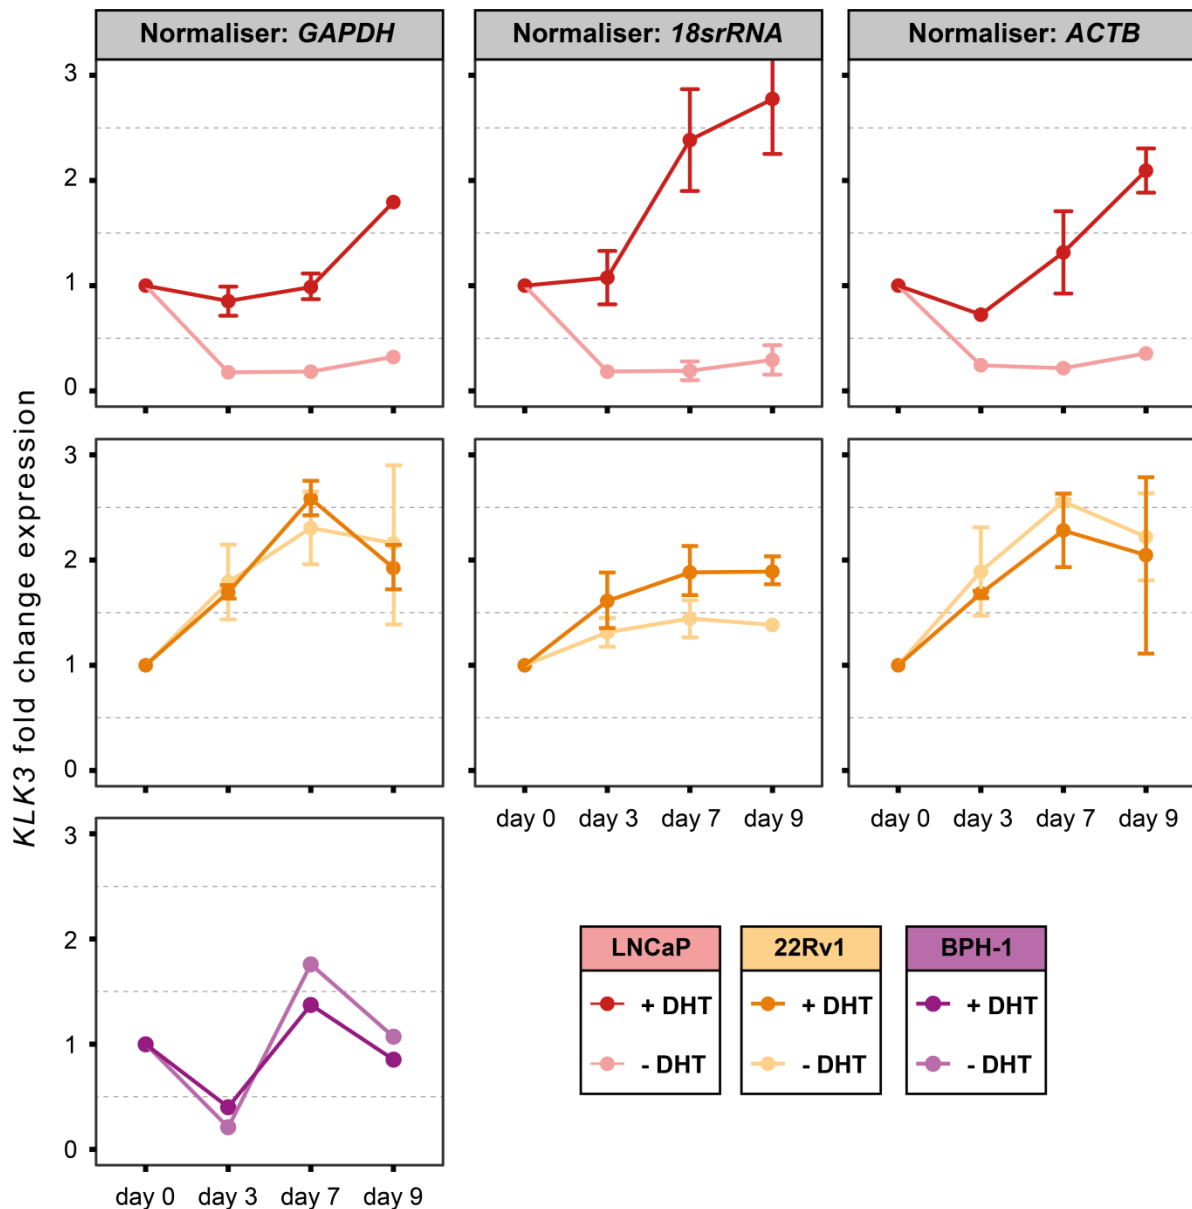 Normaliser: GAPDH
Normaliser: 18srRNA
Normaliser: ACTB
KLK3 fold change expression
3
2
1
0
3
2
1
0
day 0 day 3 day 7 day 9
day 0 day 3 day 7 day 9
3
2
1
0
day 0 day 3 day 7 day 9
LNCaP
+ DHT
- DHT
22Rv1
+ DHT
- DHT
BPH-1
+ DHT
- DHT